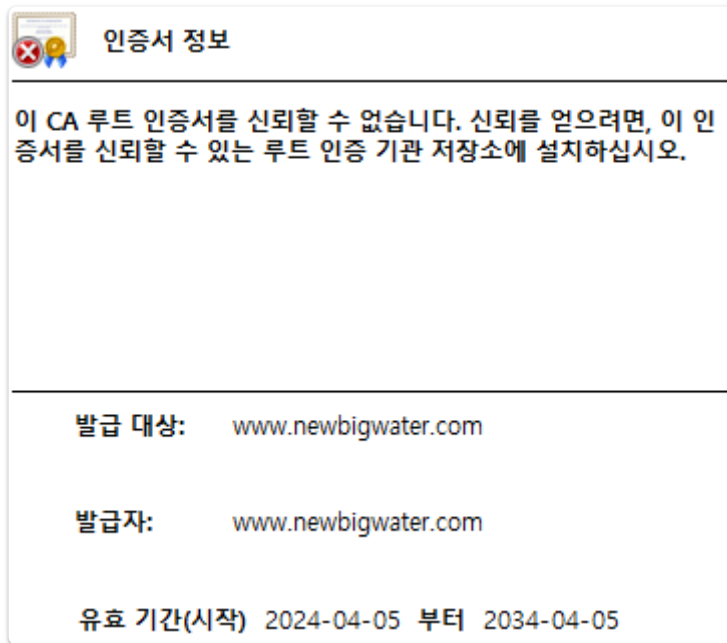 인증서 정보
이 CA 루트 인증서를 신뢰할 수 없습니다. 신뢰를 얻으려면, 이 인
증서를 신뢰할 수 있는 루트 인증 기관 저장소에 설치하십시오.
발급 대상: www.newbigwater.com
발급자: www.newbigwater.com
유효 기간(시작) 2024-04-05 부터 2034-04-05